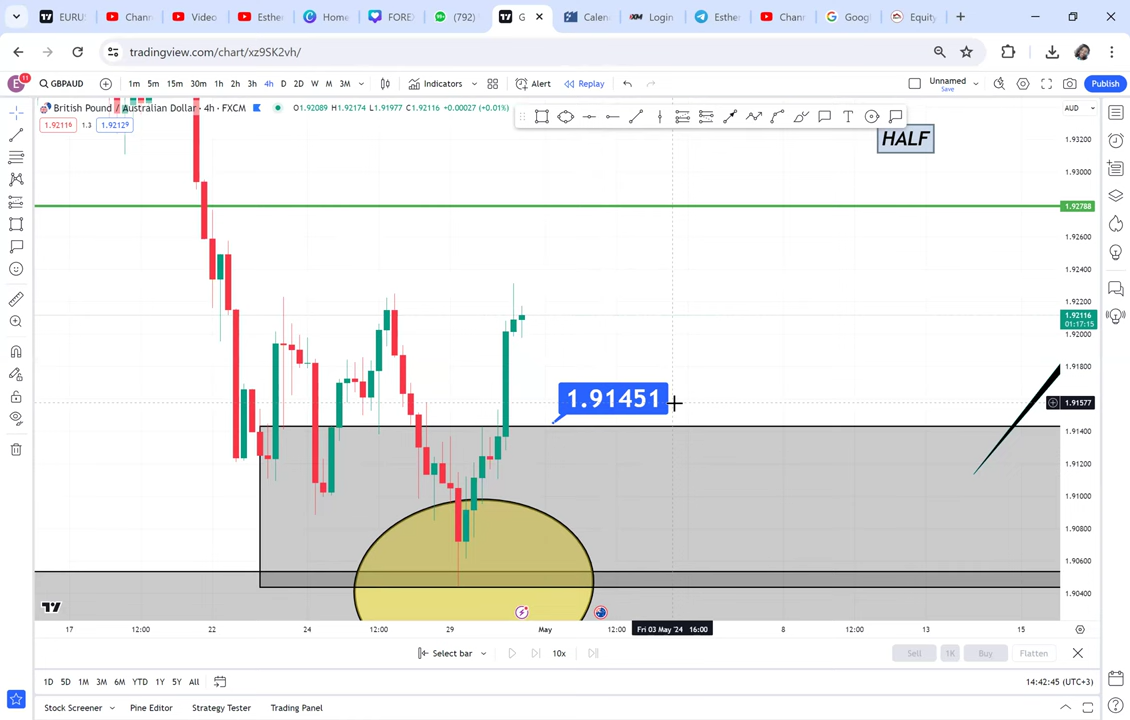 EURUS
Chann
Video
Esthe
Home
FORE
(792)
G
Calen
Login
Esther
Chann
Goog
Equity
tradingview.com/chart/xz9SK2vh/
E
11
GBPAUD
1m 5m 15m 30m 1h 2h 3h 4h D 2D W M 3M
Indicators
Alert
Replay
Unnamed
Save
Publish
British Pound / Australian Dollar · 4h · FXCM
O1.92089 H1.92174 L1.91977 C1.92116 +0.00027 (+0.01%)
1.92116 1.3 1.92129
AUD
HALF
1.93200
1.93000
1.92788
1.92600
1.92400
1.92200
1.92116
01:17:15
1.92000
1.91800
1.91451
1.91577
1.91400
1.91200
1.91000
1.90800
1.90600
1.90400
17 12:00 22 24 12:00 29 May 12:00 Fri 03 May '24 16:00 8 12:00 13 15
Select bar
10x
Sell 1K Buy Flatten
1D 5D 1M 3M 6M YTD 1Y 5Y All
14:42:45 (UTC+3)
Stock Screener Pine Editor Strategy Tester Trading Panel